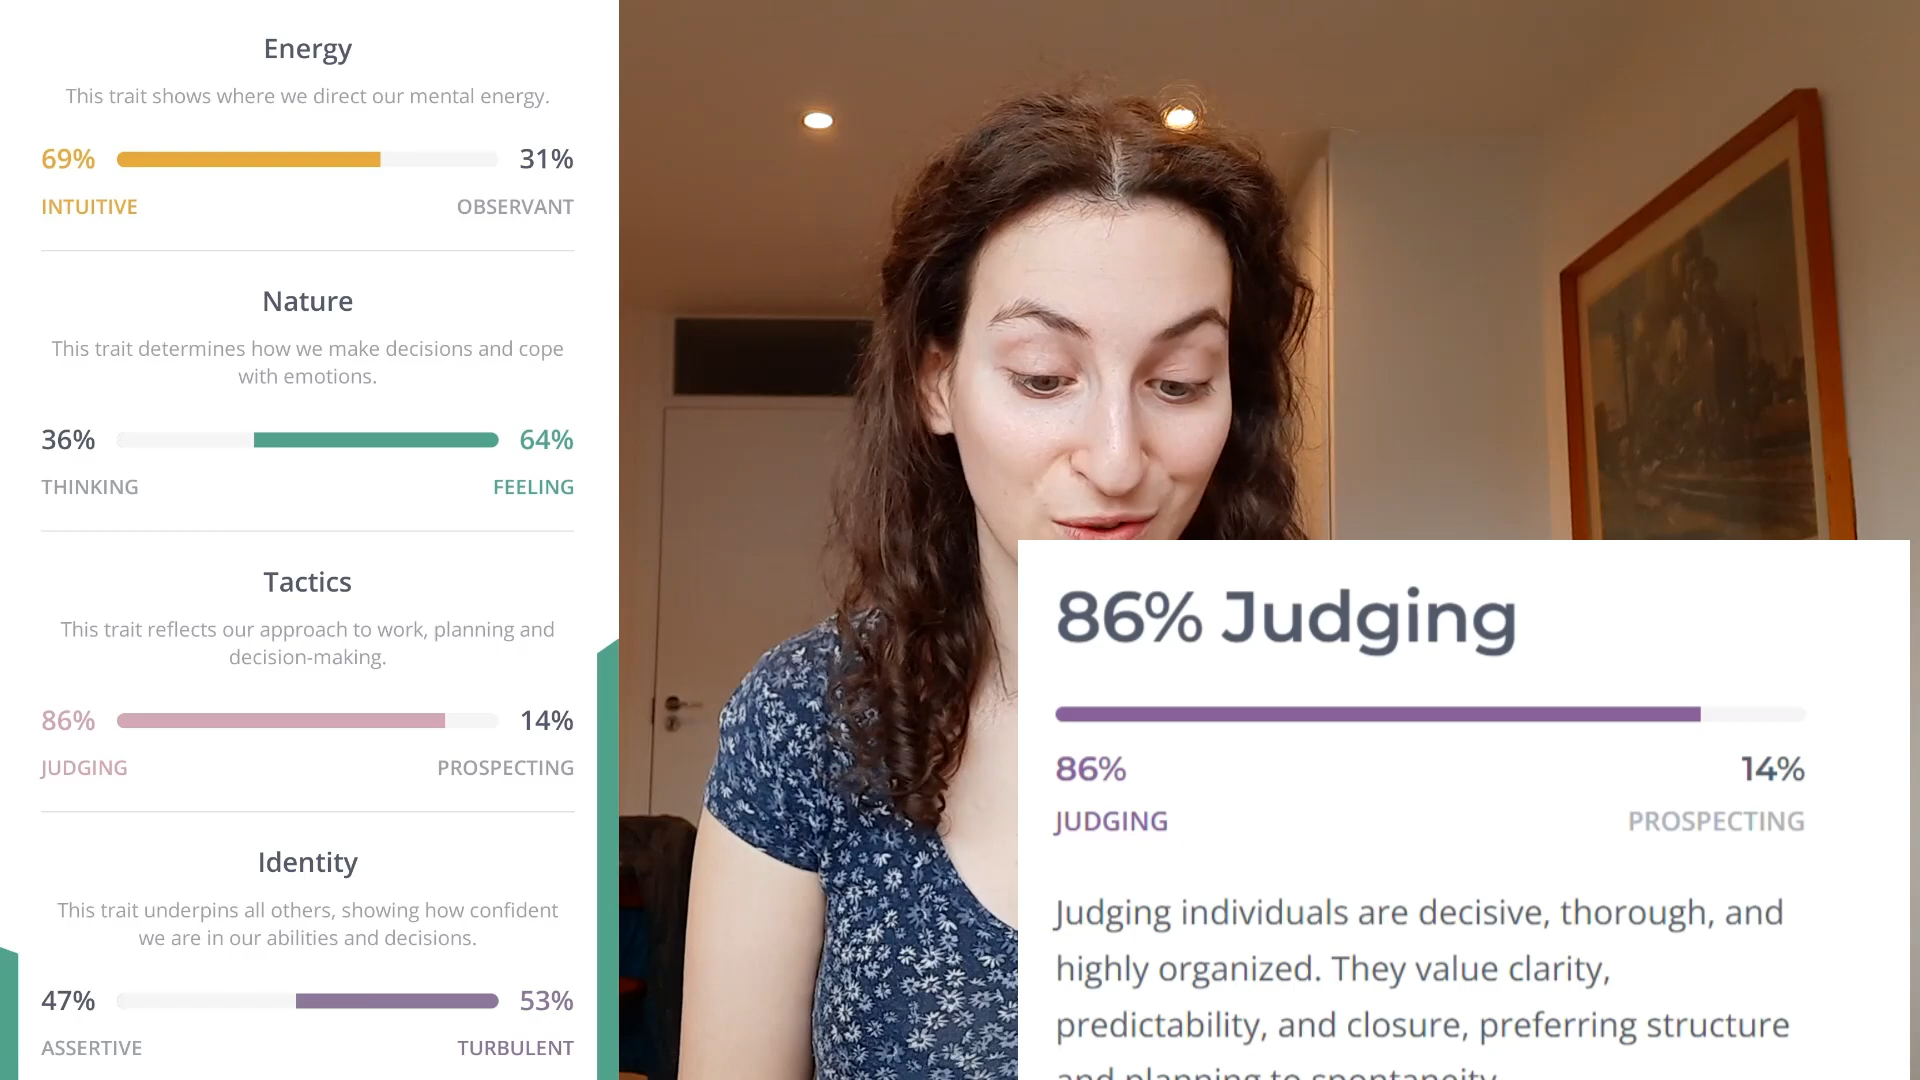 Energy
This trait shows where we direct our mental energy.
69% 31%
INTUITIVE OBSERVANT
Nature
This trait determines how we make decisions and cope
with emotions.
36% 64%
THINKING FEELING
Tactics
This trait reflects our approach to work, planning and
decision-making.
86% 14%
JUDGING PROSPECTING
Identity
This trait underpins all others, showing how confident
we are in our abilities and decisions.
47% 53%
ASSERTIVE TURBULENT
86% Judging
86% 14%
JUDGING PROSPECTING
Judging individuals are decisive, thorough, and
highly organized. They value clarity,
predictability, and closure, preferring structure
and planning to spontaneity.